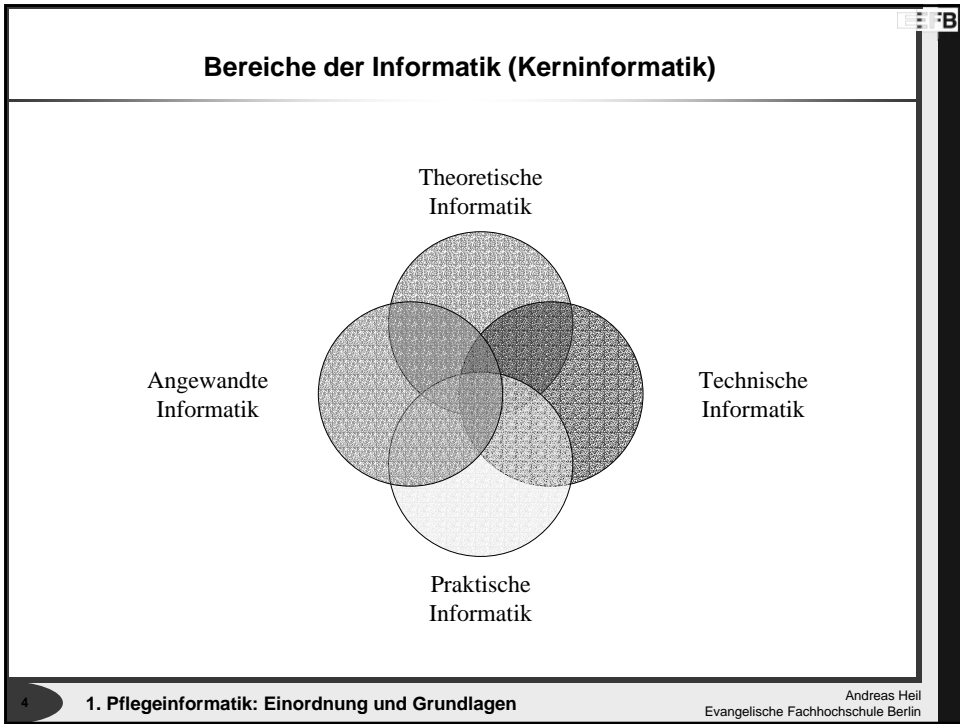 EFB
Bereiche der Informatik (Kerninformatik)
Theoretische
Informatik
Angewandte
Informatik
Technische
Informatik
Praktische
Informatik
4
1. Pflegeinformatik: Einordnung und Grundlagen
Andreas Heil
Evangelische Fachhochschule Berlin